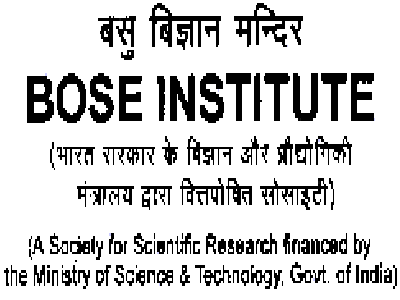 बसु बिज्ञान मन्दिर
BOSE INSTITUTE
(भारत सरकार के बिज्ञान और प्रौद्योगिकी
मंत्रालय द्वारा वित्तपोषित सोसाइटी)
(A Society for Scientific Research financed by
the Ministry of Science & Technology, Govt. of India)